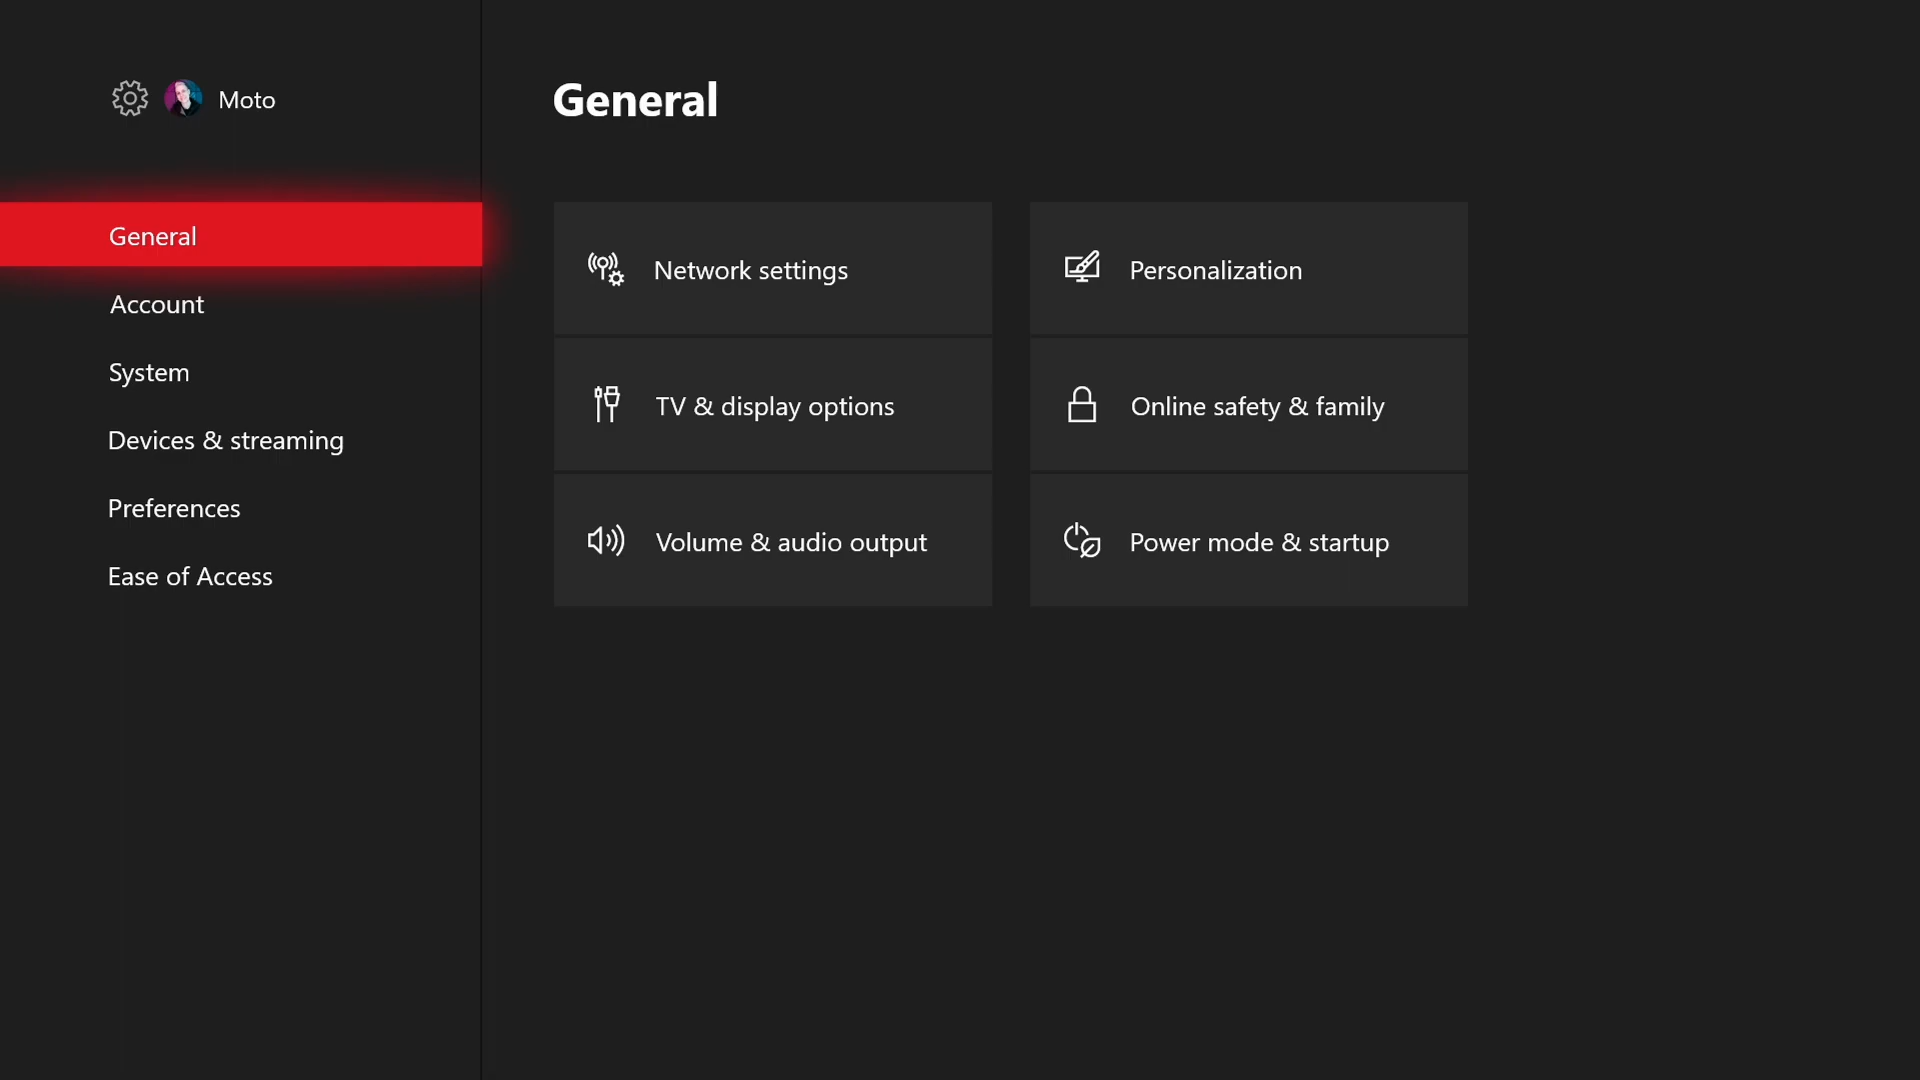 Moto
General
Account
System
Devices & streaming
Preferences
Ease of Access
General
Network settings
Personalization
TV & display options
Online safety & family
Volume & audio output
Power mode & startup